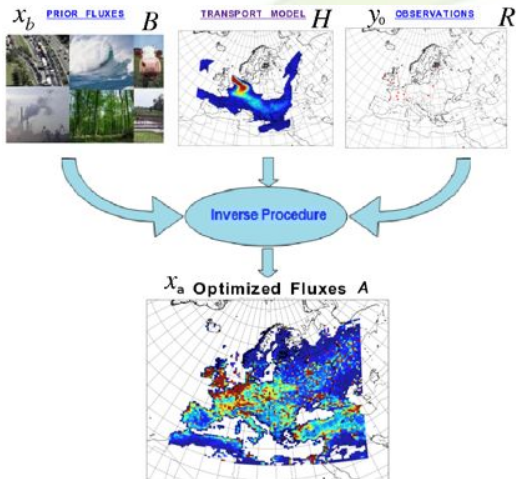 x_b PRIOR FLUXES B
TRANSPORT MODEL H
y_0 OBSERVATIONS R
Inverse Procedure
x_a Optimized Fluxes A